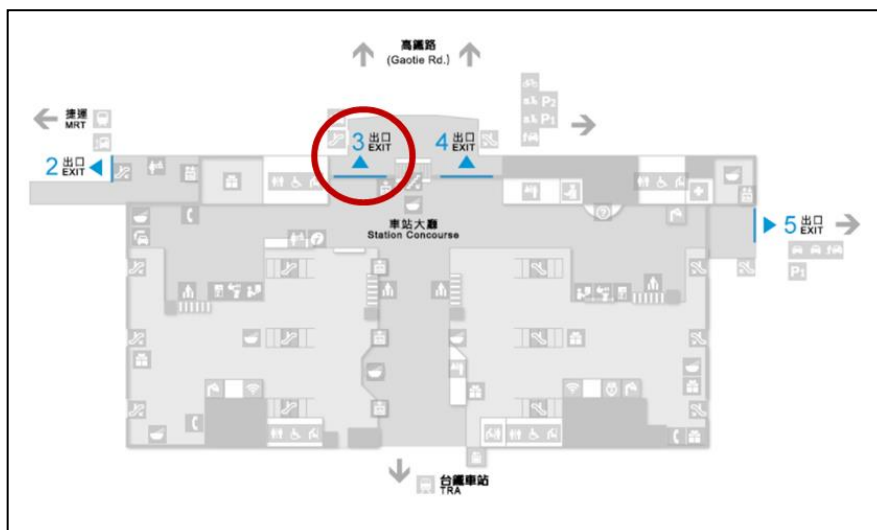 高鐵路
(Gaotie Rd.)
捷運
MRT
P2
P1
2 出口
EXIT
3 出口
EXIT
4 出口
EXIT
車站大廳
Station Concourse
5 出口
EXIT
P1
台鐵車站
TRA